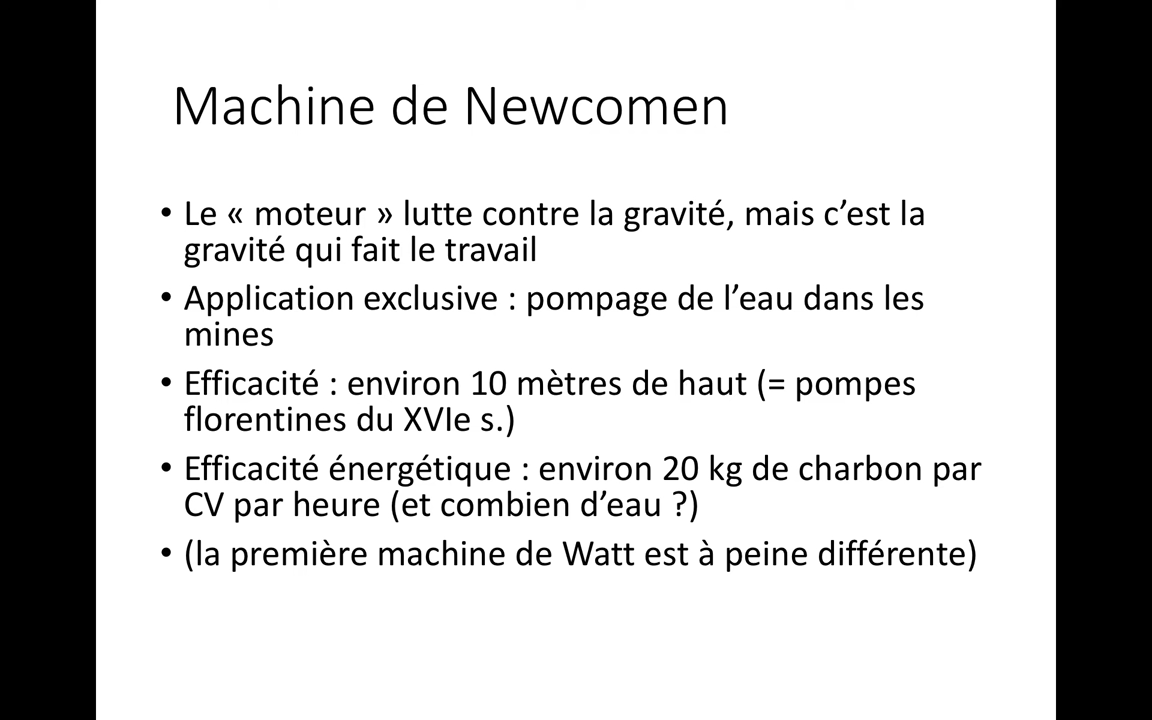 Machine de Newcomen
• Le « moteur » lutte contre la gravité, mais c’est la
gravité qui fait le travail
• Application exclusive : pompage de l’eau dans les
mines
• Efficacité : environ 10 mètres de haut (= pompes
florentines du XVIe s.)
• Efficacité énergétique : environ 20 kg de charbon par
CV par heure (et combien d’eau ?)
• (la première machine de Watt est à peine différente)